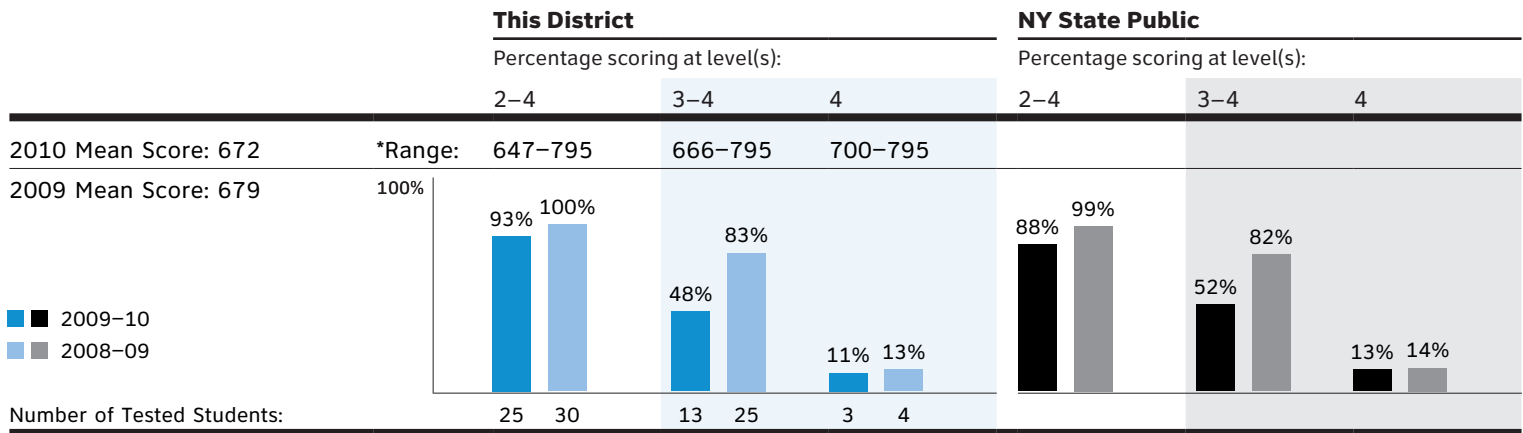 This District NY State Public
Percentage scoring at level(s): Percentage scoring at level(s):
2–4 3–4 4 2–4 3–4 4
2010 Mean Score: 672 *Range: 647–795 666–795 700–795
2009 Mean Score: 679 100%
93% 100% 83% 48% 11% 13% 88% 99% 82% 52% 13% 14%
2009–10
2008–09
Number of Tested Students: 25 30 13 25 3 4